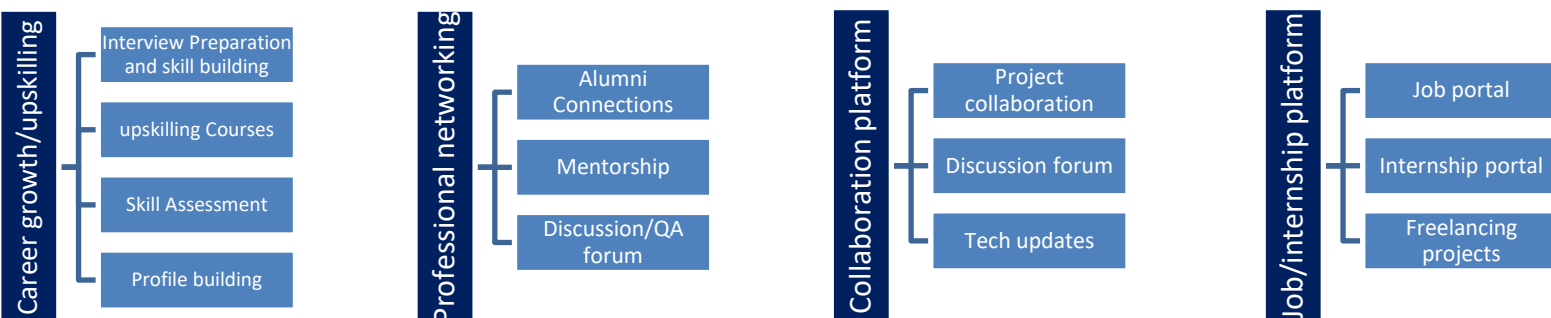 Career growth/upskilling
Interview Preparation
and skill building
upskilling Courses
Skill Assessment
Profile building
Professional networking
Alumni
Connections
Mentorship
Discussion/QA
forum
Collaboration platform
Project
collaboration
Discussion forum
Tech updates
Job/internship platform
Job portal
Internship portal
Freelancing
projects